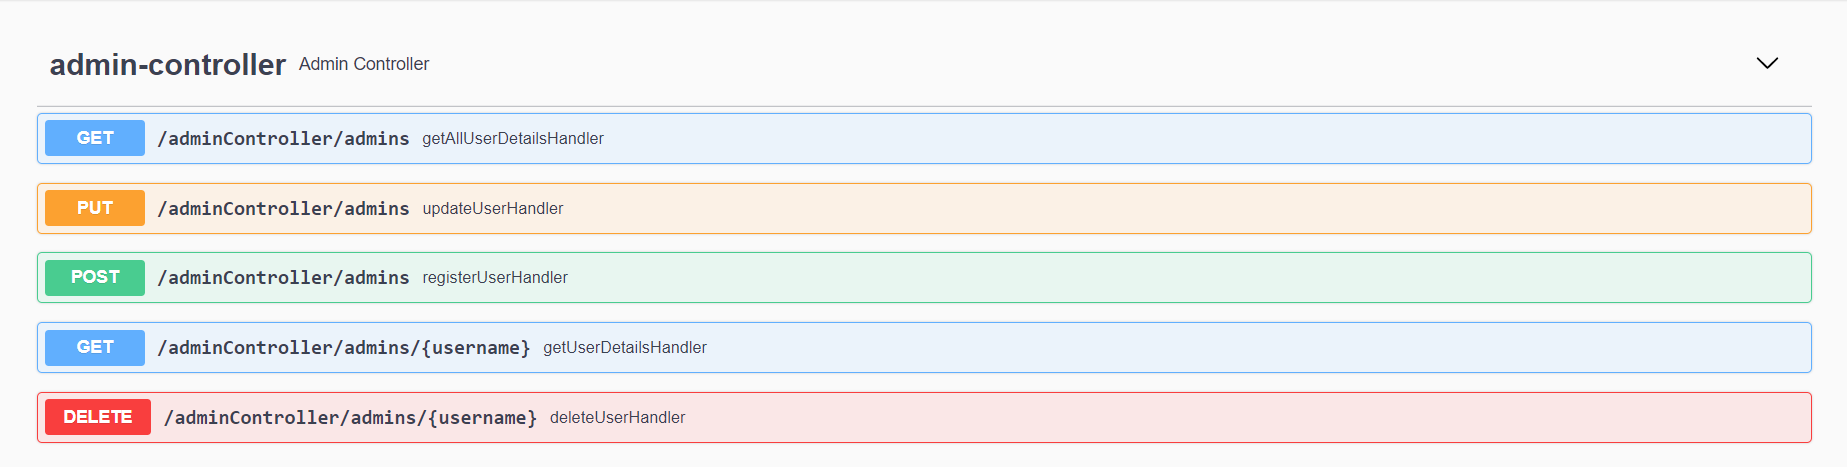 admin-controller Admin Controller
GET /adminController/admins getAllUserDetailsHandler
PUT /adminController/admins updateUserHandler
POST /adminController/admins registerUserHandler
GET /adminController/admins/{username} getUserDetailsHandler
DELETE /adminController/admins/{username} deleteUserHandler